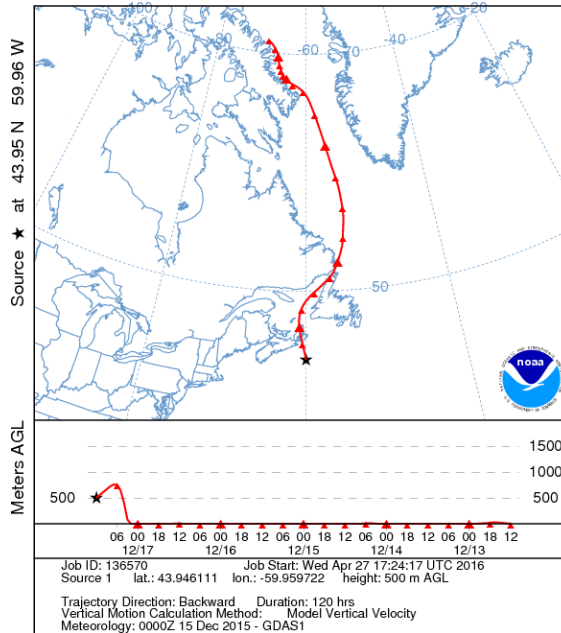 Source ★ at 43.95 N 59.96 W
100
80
-60
-40
-20
70
60
50
noaa
Meters AGL
1500
1000
500
500
06 00 18 12 06 00 18 12 06 00 18 12 06 00 18 12 06 00 18 12
12/17 12/16 12/15 12/14 12/13
Job ID: 136570 Job Start: Wed Apr 27 17:24:17 UTC 2016
Source 1 lat.: 43.946111 lon.: -59.959722 height: 500 m AGL
Trajectory Direction: Backward Duration: 120 hrs
Vertical Motion Calculation Method: Model Vertical Velocity
Meteorology: 0000Z 15 Dec 2015 - GDAS1